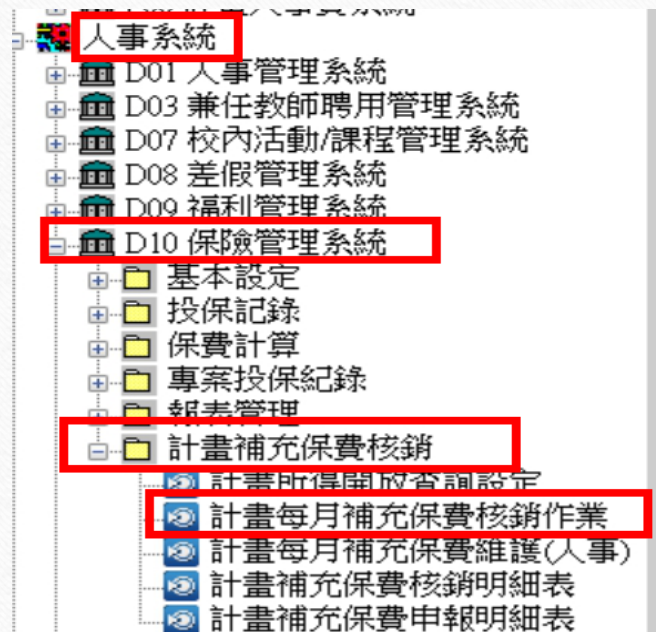 人事系統
D01 人事管理系統
D03 兼任教師聘用管理系統
D07 校內活動/課程管理系統
D08 差假管理系統
D09 福利管理系統
D10 保險管理系統
基本設定
投保記錄
保費計算
專案投保紀錄
報表管理
計畫補充保費核銷
計畫所得開放查詢設定
計畫每月補充保費核銷作業
計畫每月補充保費維護(人事)
計畫補充保費核銷明細表
計畫補充保費申報明細表